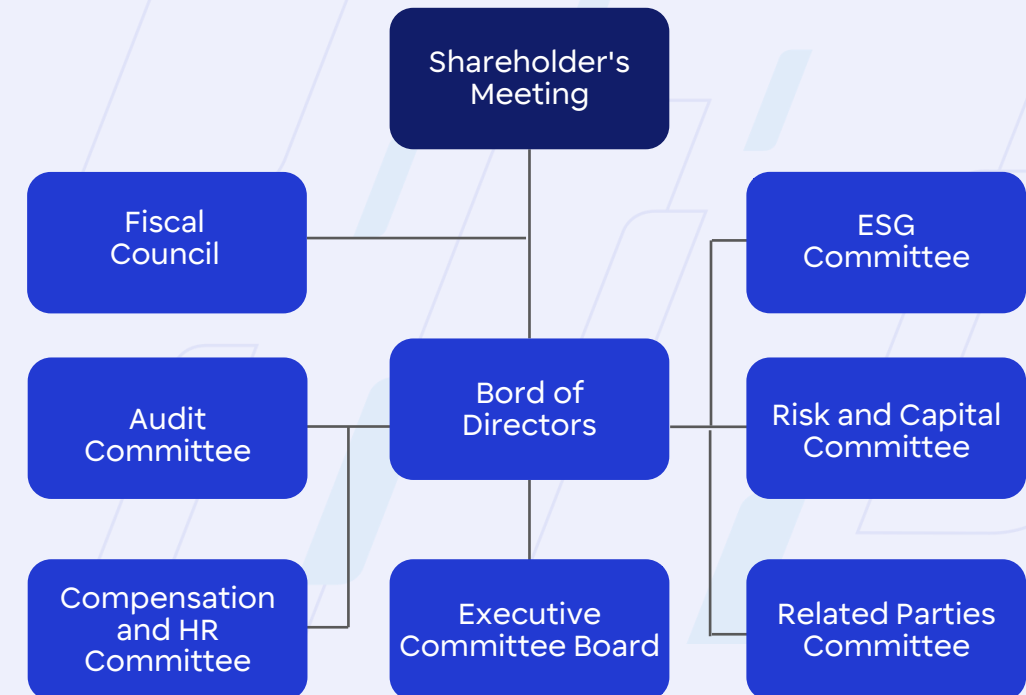 Shareholder's
Meeting
Fiscal
Council
ESG
Committee
Audit
Committee
Bord of
Directors
Risk and Capital
Committee
Compensation
and HR
Committee
Executive
Committee Board
Related Parties
Committee